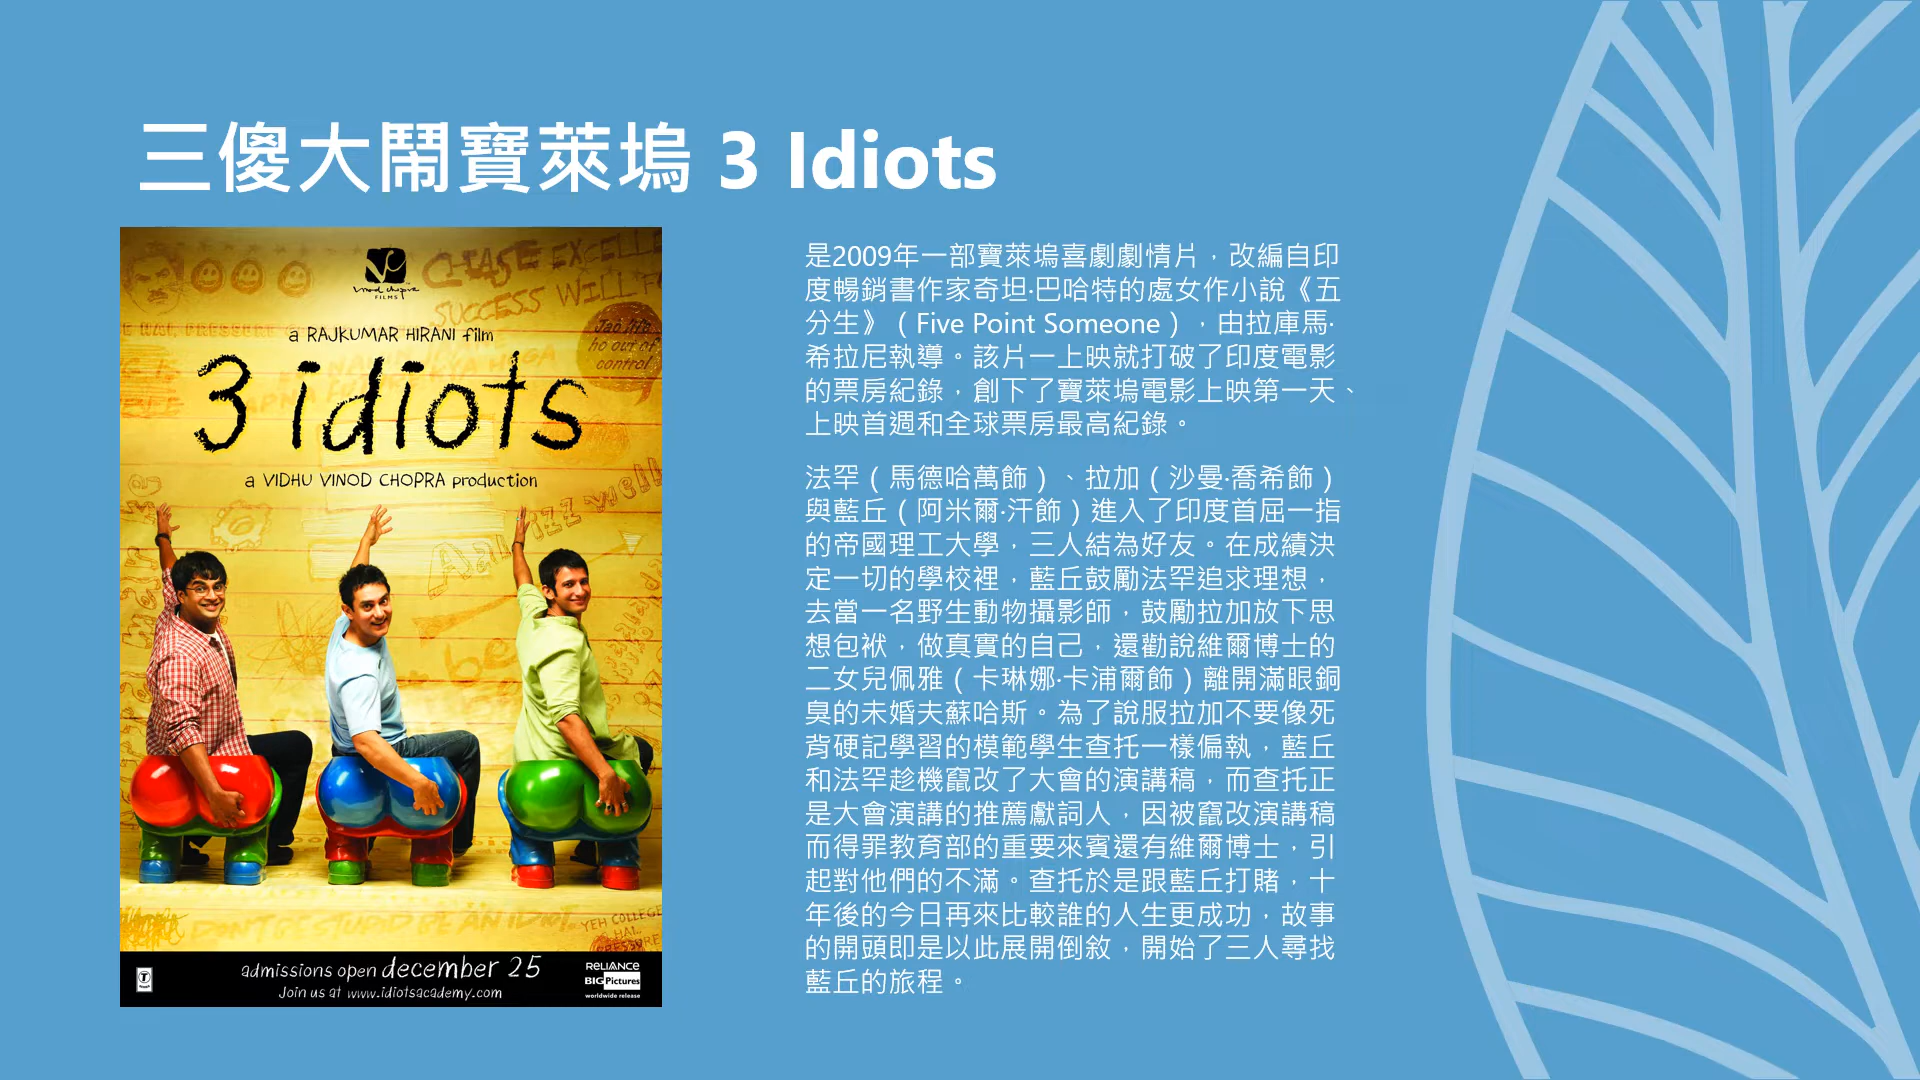 三傻大鬧寶萊塢 3 Idiots
vinod chopra
FILMS
CHASE EXCELLE
SUCCESS WILL F
a RAJKUMAR HIRANI film
3 idiots
a VIDHU VINOD CHOPRA production
DON'T BE STUPID BE AN IDIOT.
YEH COLLEGE
HAI..
PRESSURE
admissions open december 25
Join us at www.idiotsacademy.com
T
RELIANCE
BIG Pictures
worldwide release
是2009年一部寶萊塢喜劇劇情片，改編自印
度暢銷書作家奇坦·巴哈特的處女作小說《五
分生》（Five Point Someone），由拉庫馬·
希拉尼執導。該片一上映就打破了印度電影
的票房紀錄，創下了寶萊塢電影上映第一天、
上映首週和全球票房最高紀錄。
法罕（馬德哈萬飾）、拉加（沙曼·喬希飾）
與藍丘（阿米爾·汗飾）進入了印度首屈一指
的帝國理工大學，三人結為好友。在成績決
定一切的學校裡，藍丘鼓勵法罕追求理想，
去當一名野生動物攝影師，鼓勵拉加放下思
想包袱，做真實的自己，還勸說維爾博士的
二女兒佩雅（卡琳娜·卡浦爾飾）離開滿眼銅
臭的未婚夫蘇哈斯。為了說服拉加不要像死
背硬記學習的模範學生查托一樣偏執，藍丘
和法罕趁機竄改了大會的演講稿，而查托正
是大會演講的推薦獻詞人，因被竄改演講稿
而得罪教育部的重要來賓還有維爾博士，引
起對他們的不滿。查托於是跟藍丘打賭，十
年後的今日再來比較誰的人生更成功，故事
的開頭即是以此展開倒敘，開始了三人尋找
藍丘的旅程。